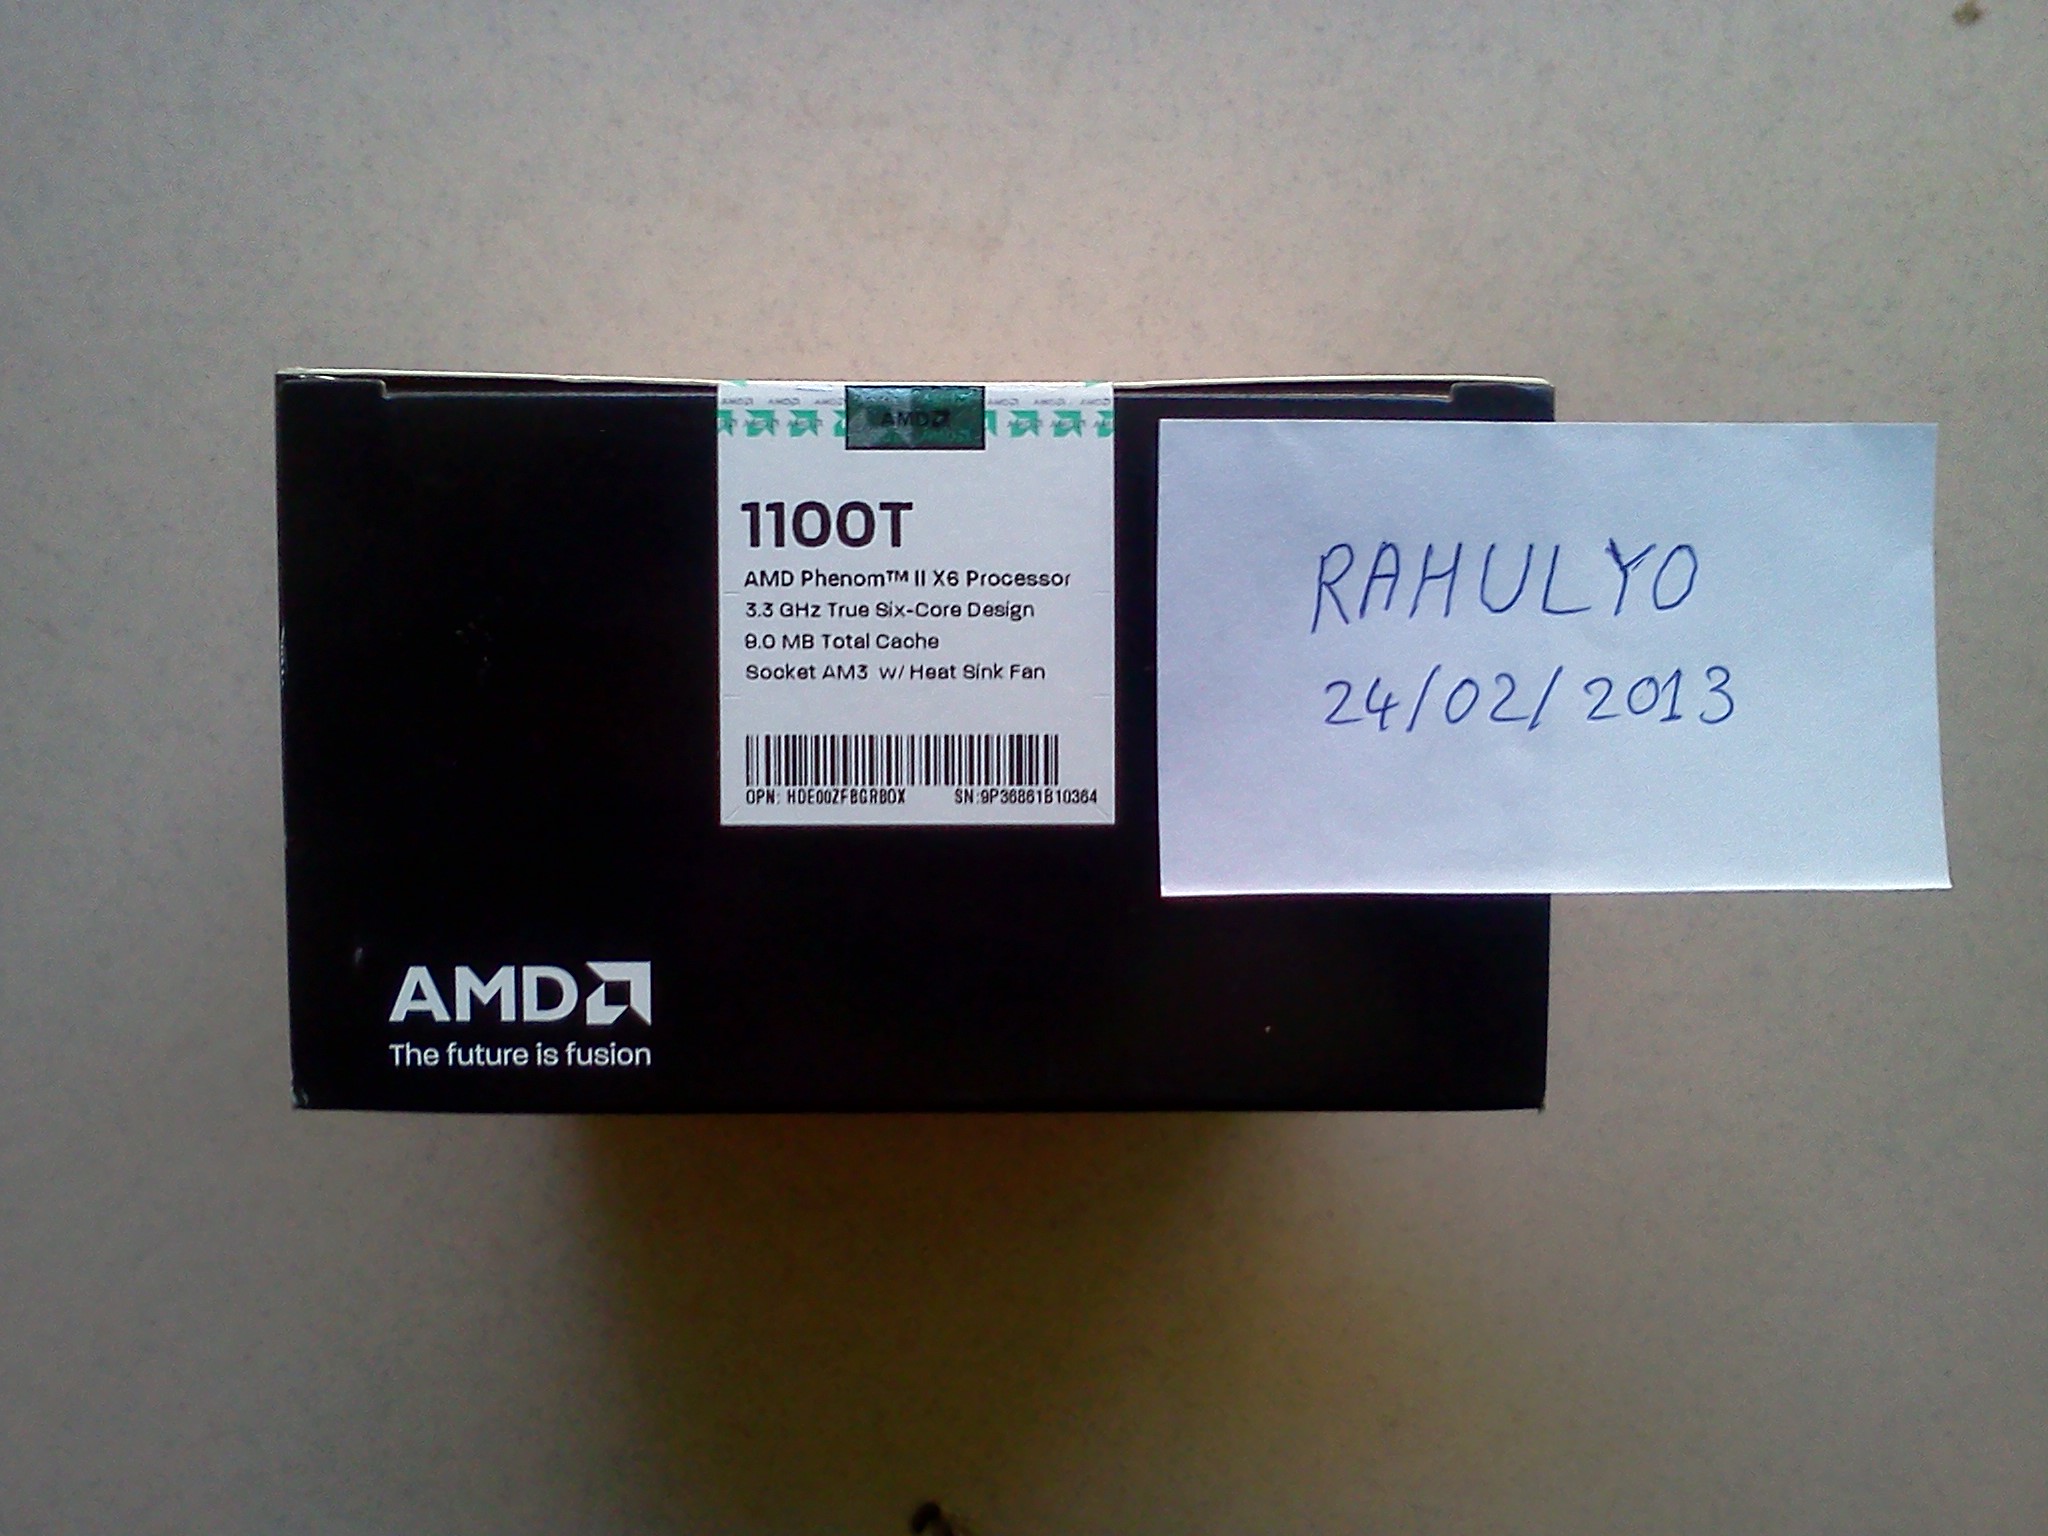 AMD
1100T
AMD Phenom™ II X6 Processor
3.3 GHz True Six-Core Design
9.0 MB Total Cache
Socket AM3 w/ Heat Sink Fan
OPN: HDE00ZFBGRBOX SN:9P36861B10364
RAHULYO
24/02/2013
AMD
The future is fusion